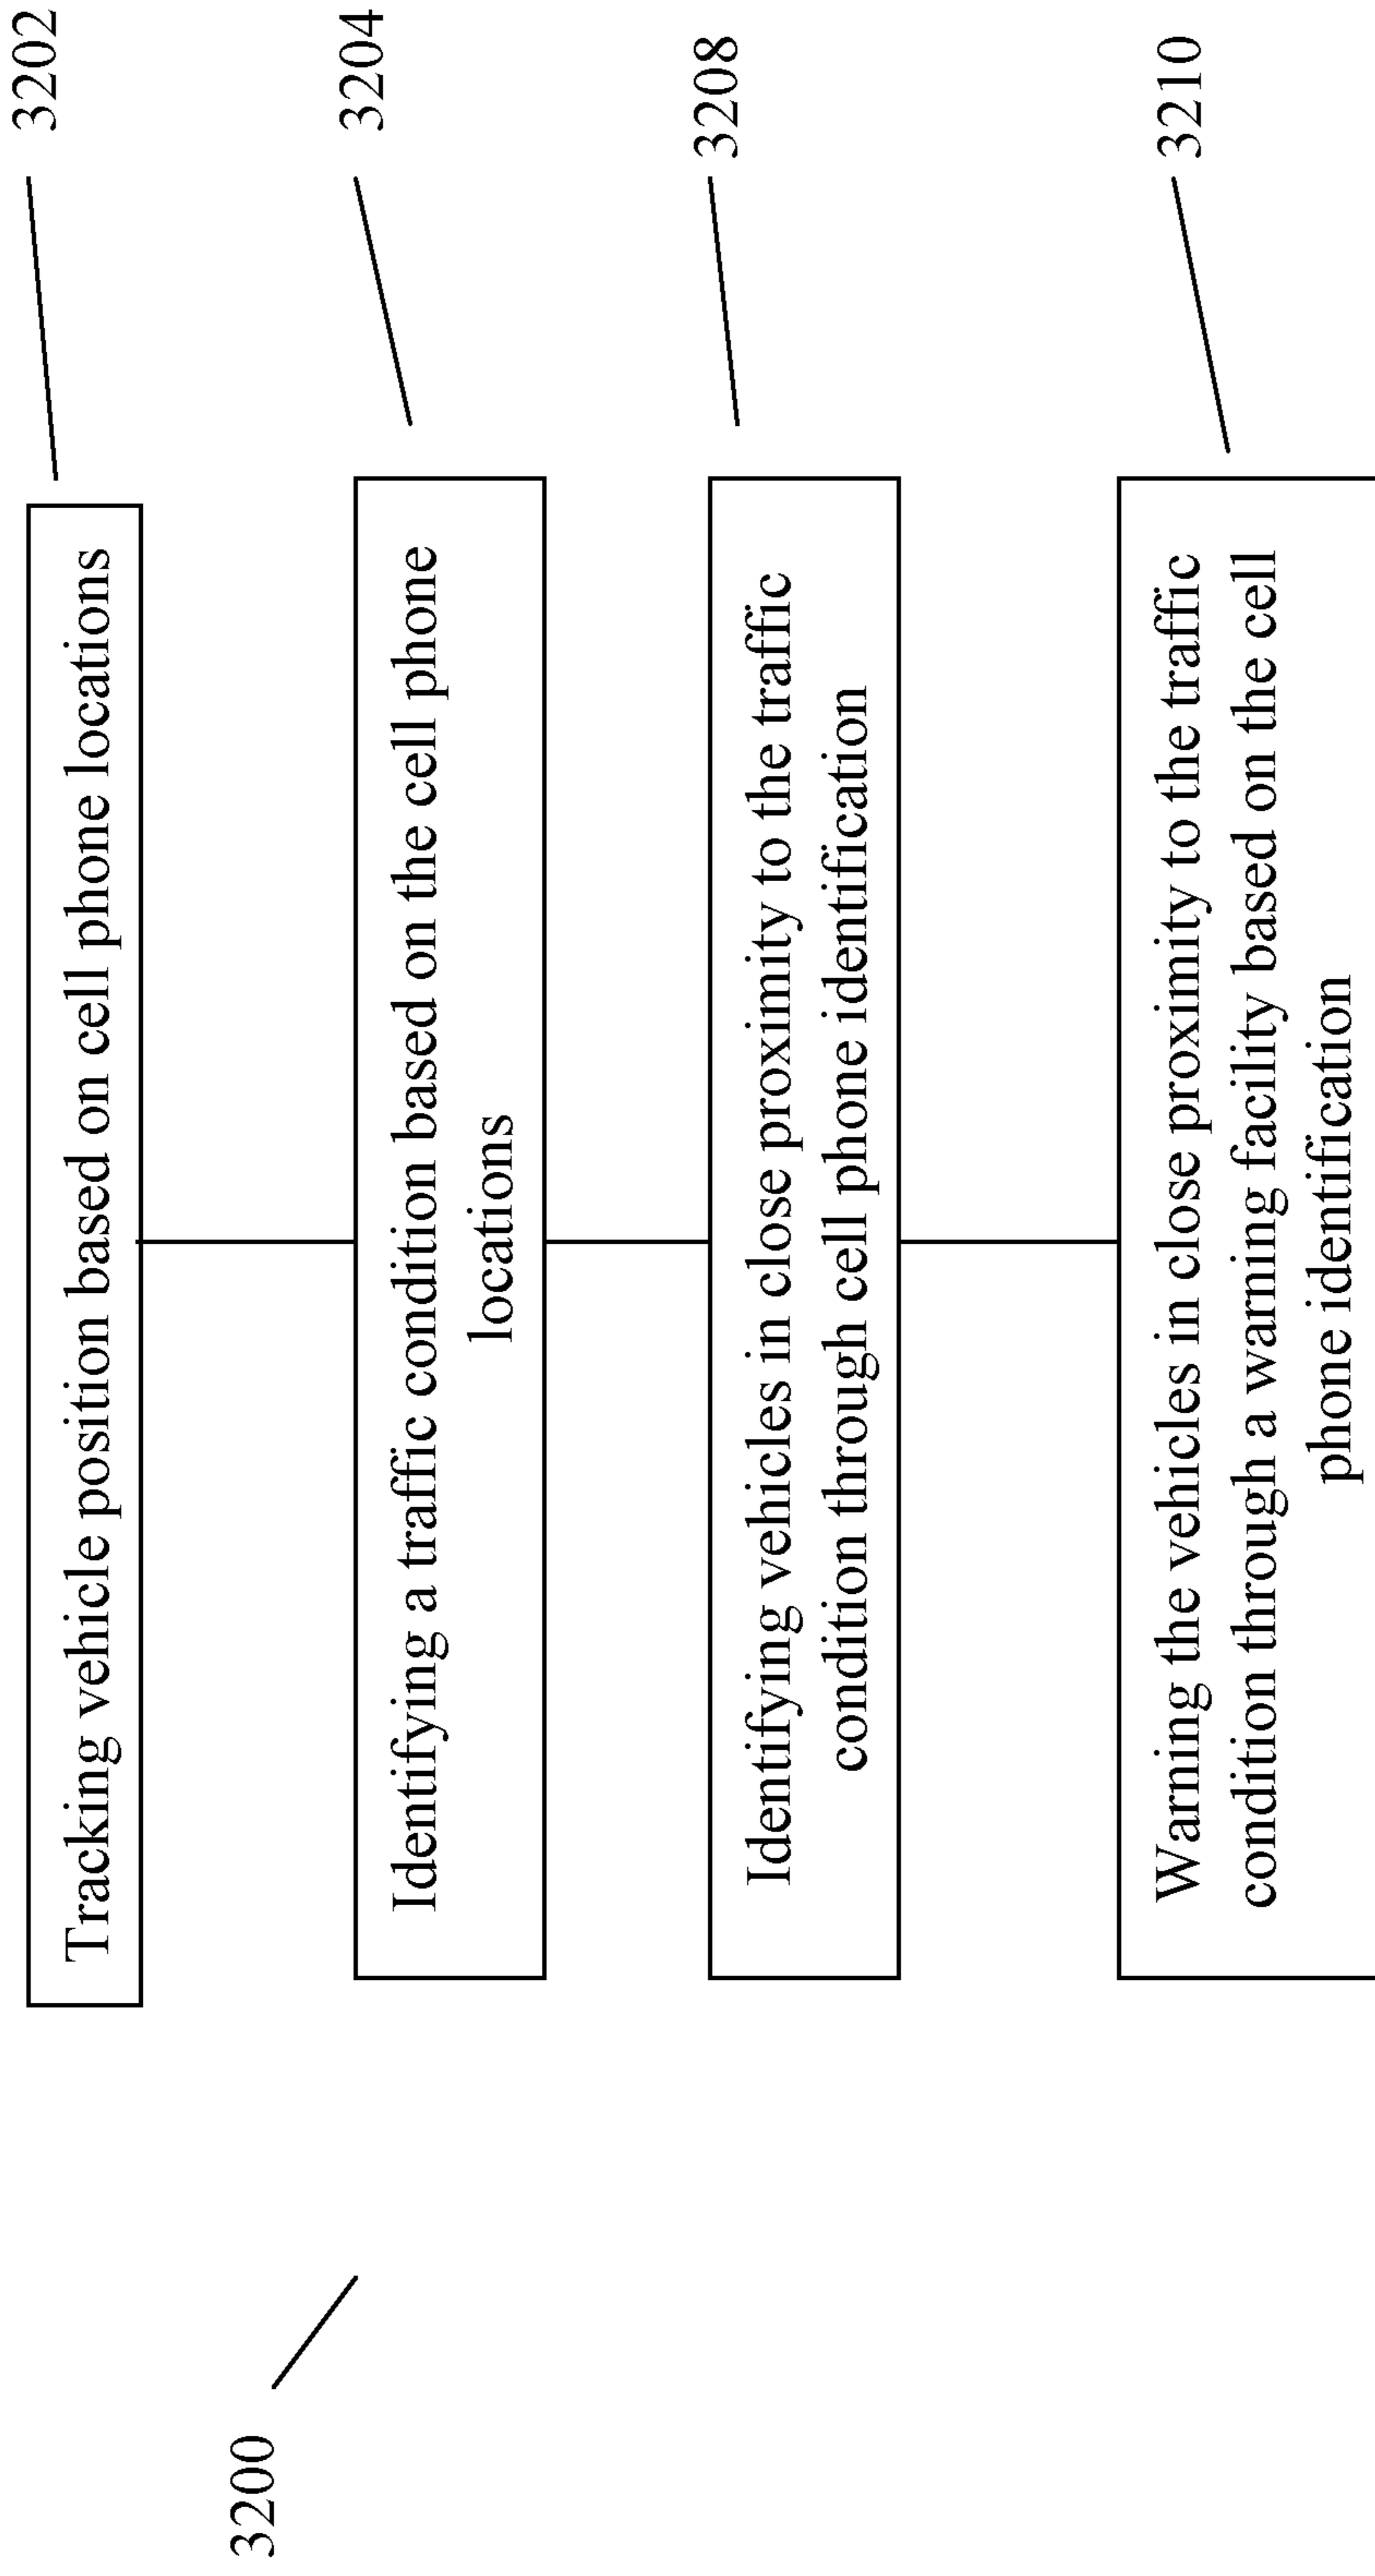 3200
Tracking vehicle position based on cell phone locations
3202
Identifying a traffic condition based on the cell phone
locations
3204
Identifying vehicles in close proximity to the traffic
condition through cell phone identification
3208
Warning the vehicles in close proximity to the traffic
condition through a warning facility based on the cell
phone identification
3210